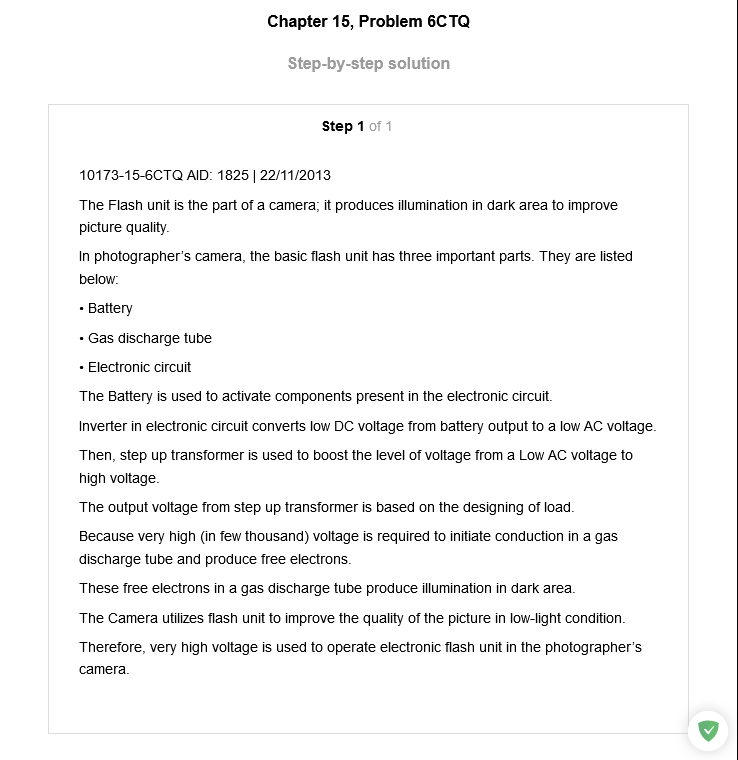 Chapter 15, Problem 6CTQ
Step-by-step solution
Step 1 of 1
10173-15-6CTQ AID: 1825 | 22/11/2013
The Flash unit is the part of a camera; it produces illumination in dark area to improve
picture quality.
In photographer's camera, the basic flash unit has three important parts. They are listed
below:
• Battery
• Gas discharge tube
• Electronic circuit
The Battery is used to activate components present in the electronic circuit.
Inverter in electronic circuit converts low DC voltage from battery output to a low AC voltage.
Then, step up transformer is used to boost the level of voltage from a Low AC voltage to
high voltage.
The output voltage from step up transformer is based on the designing of load.
Because very high (in few thousand) voltage is required to initiate conduction in a gas
discharge tube and produce free electrons.
These free electrons in a gas discharge tube produce illumination in dark area.
The Camera utilizes flash unit to improve the quality of the picture in low-light condition.
Therefore, very high voltage is used to operate electronic flash unit in the photographer's
camera.